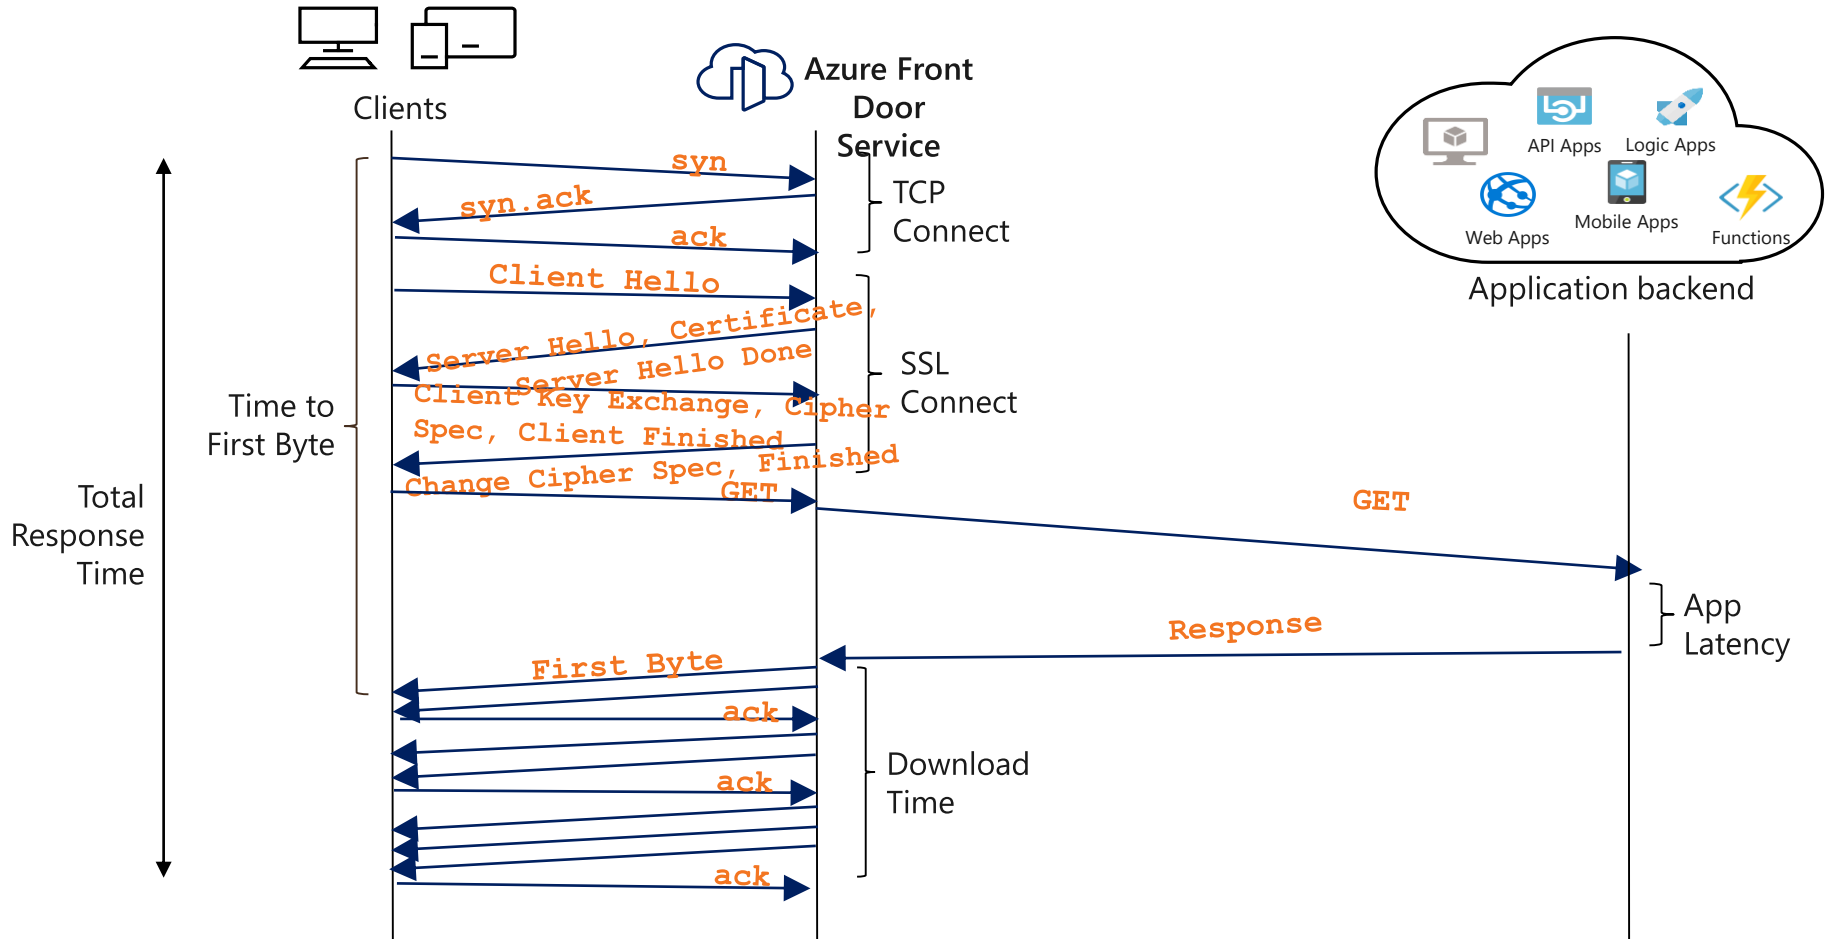 Clients
Azure Front
Door
Service
API Apps
Logic Apps
Web Apps
Mobile Apps
Functions
Application backend
syn
syn.ack
ack
TCP
Connect
Client Hello
Server Hello, Certificate,
Server Hello Done
Client Key Exchange, Cipher
Spec, Client Finished
Change Cipher Spec, Finished
SSL
Connect
Time to
First Byte
Total
Response
Time
GET
GET
App
Latency
Response
First Byte
ack
ack
Download
Time
ack